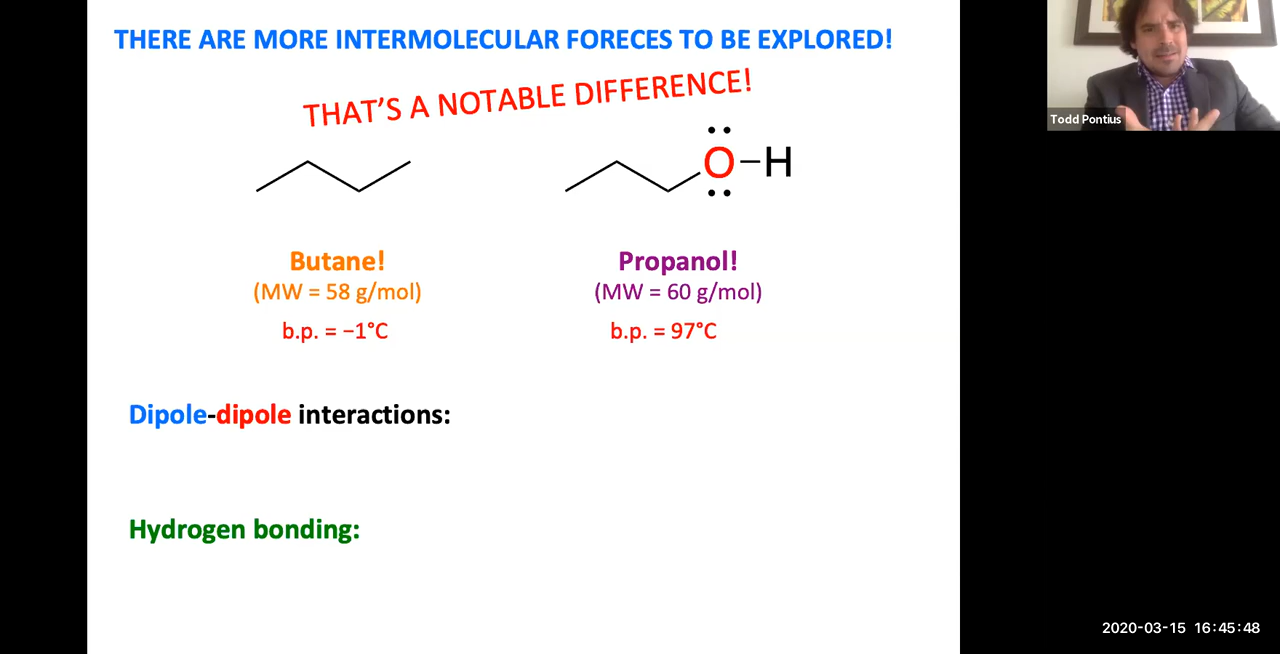 THERE ARE MORE INTERMOLECULAR FORECES TO BE EXPLORED!
THAT'S A NOTABLE DIFFERENCE!
O–H
Todd Pontius
Butane!
Propanol!
(MW = 58 g/mol)
(MW = 60 g/mol)
b.p. = −1°C
b.p. = 97°C
Dipole-dipole interactions:
Hydrogen bonding:
2020-03-15 16:45:48